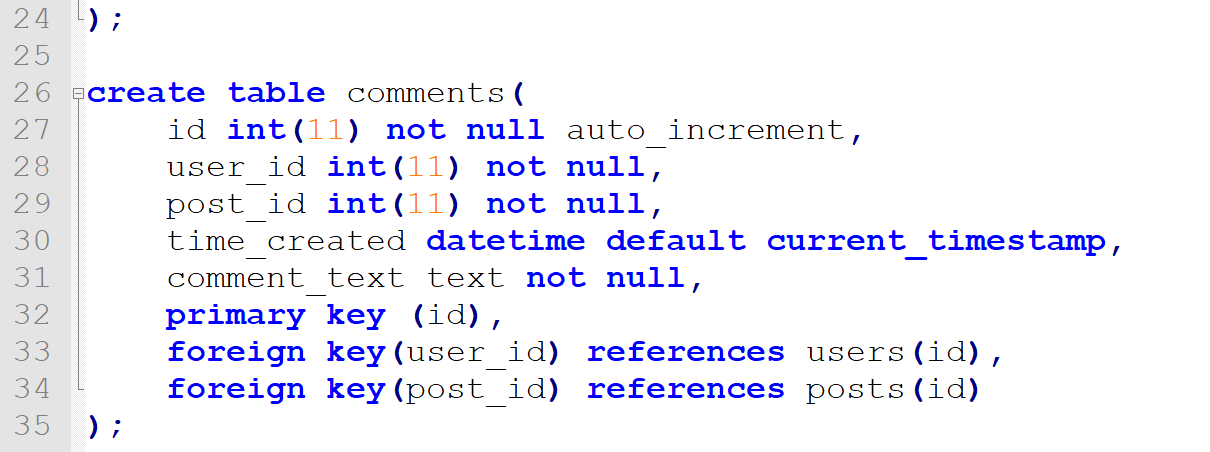 24 );
25
26 create table comments(
27 id int(11) not null auto_increment,
28 user_id int(11) not null,
29 post_id int(11) not null,
30 time_created datetime default current_timestamp,
31 comment_text text not null,
32 primary key (id),
33 foreign key(user_id) references users(id),
34 foreign key(post_id) references posts(id)
35 );